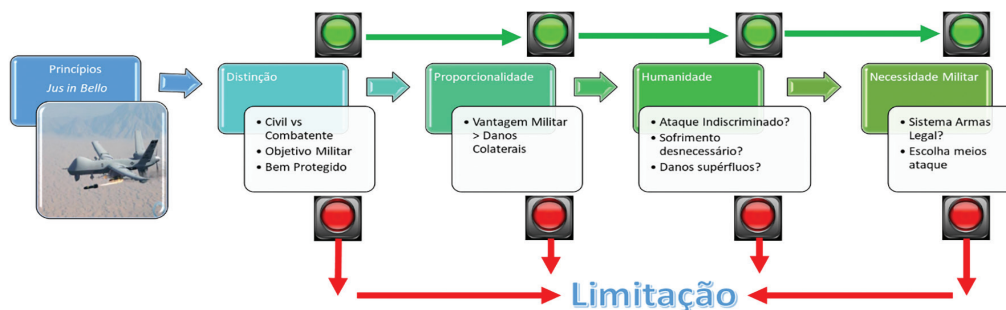 Princípios
Jus in Bello
Distinção
• Civil vs
Combatente
• Objetivo Militar
• Bem Protegido
Proporcionalidade
• Vantagem Militar
> Danos
Colaterais
Humanidade
• Ataque Indiscriminado?
• Sofrimento
desnecessário?
• Danos supérfluos?
Necessidade Militar
• Sistema Armas
Legal?
• Escolha meios
ataque
Limitação